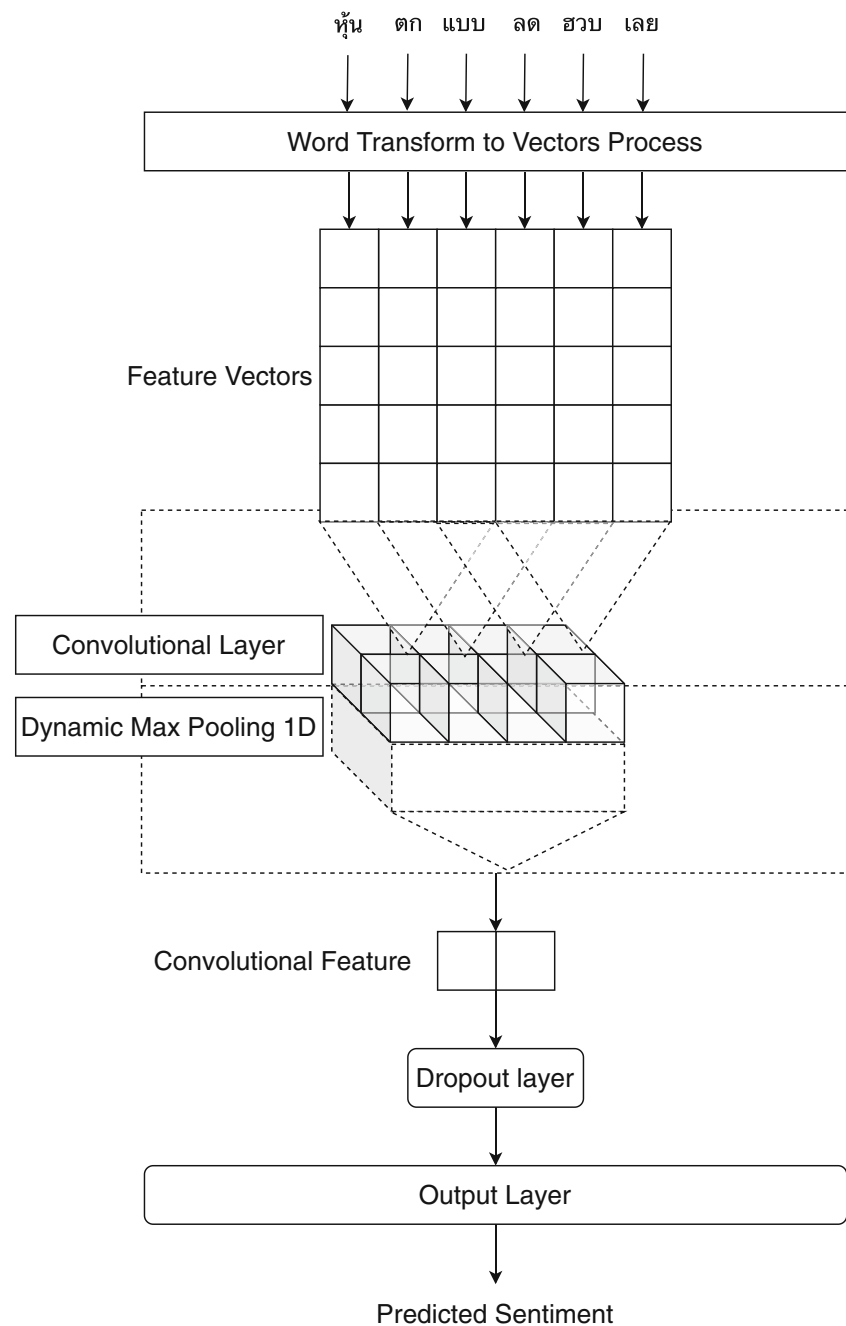 หุ้น ตก แบบ ลด ฮวบ เลย
Word Transform to Vectors Process
Feature Vectors
Convolutional Layer
Dynamic Max Pooling 1D
Convolutional Feature
Dropout layer
Output Layer
Predicted Sentiment